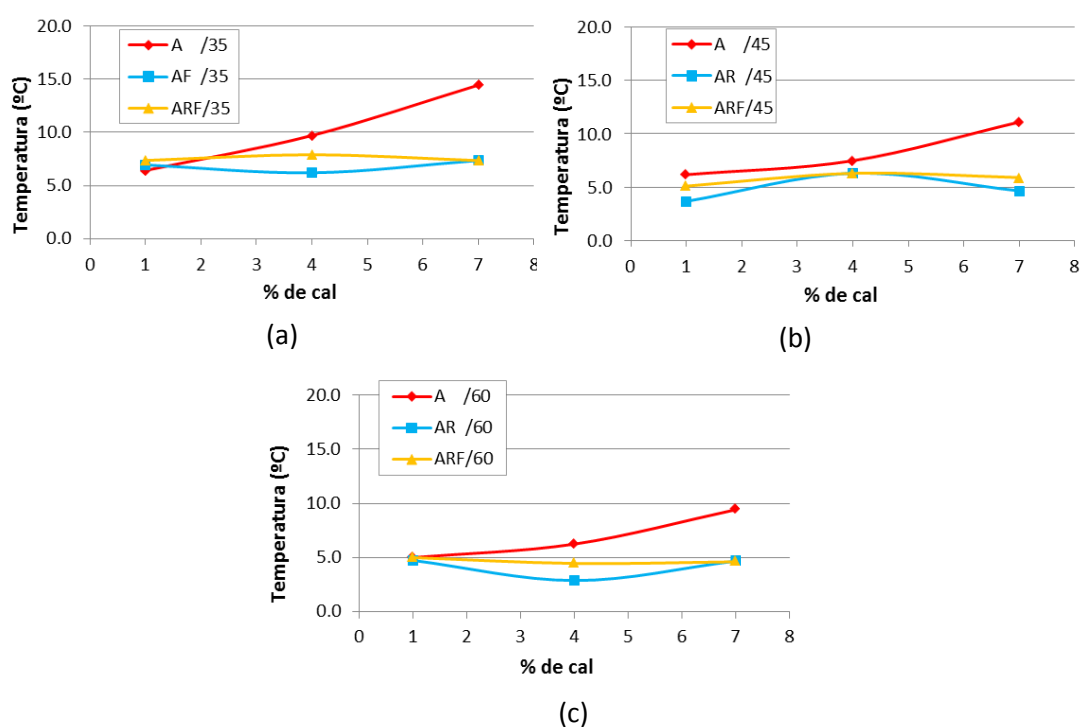 20.0
15.0
10.0
5.0
0.0
Temperatura (ºC)
A /35
AF /35
ARF/35
0 1 2 3 4 5 6 7 8
% de cal
(a)
20.0
15.0
10.0
5.0
0.0
Temperatura (ºC)
A /45
AR /45
ARF/45
0 1 2 3 4 5 6 7 8
% de cal
(b)
20.0
15.0
10.0
5.0
0.0
Temperatura (ºC)
A /60
AR /60
ARF/60
0 1 2 3 4 5 6 7 8
% de cal
(c)